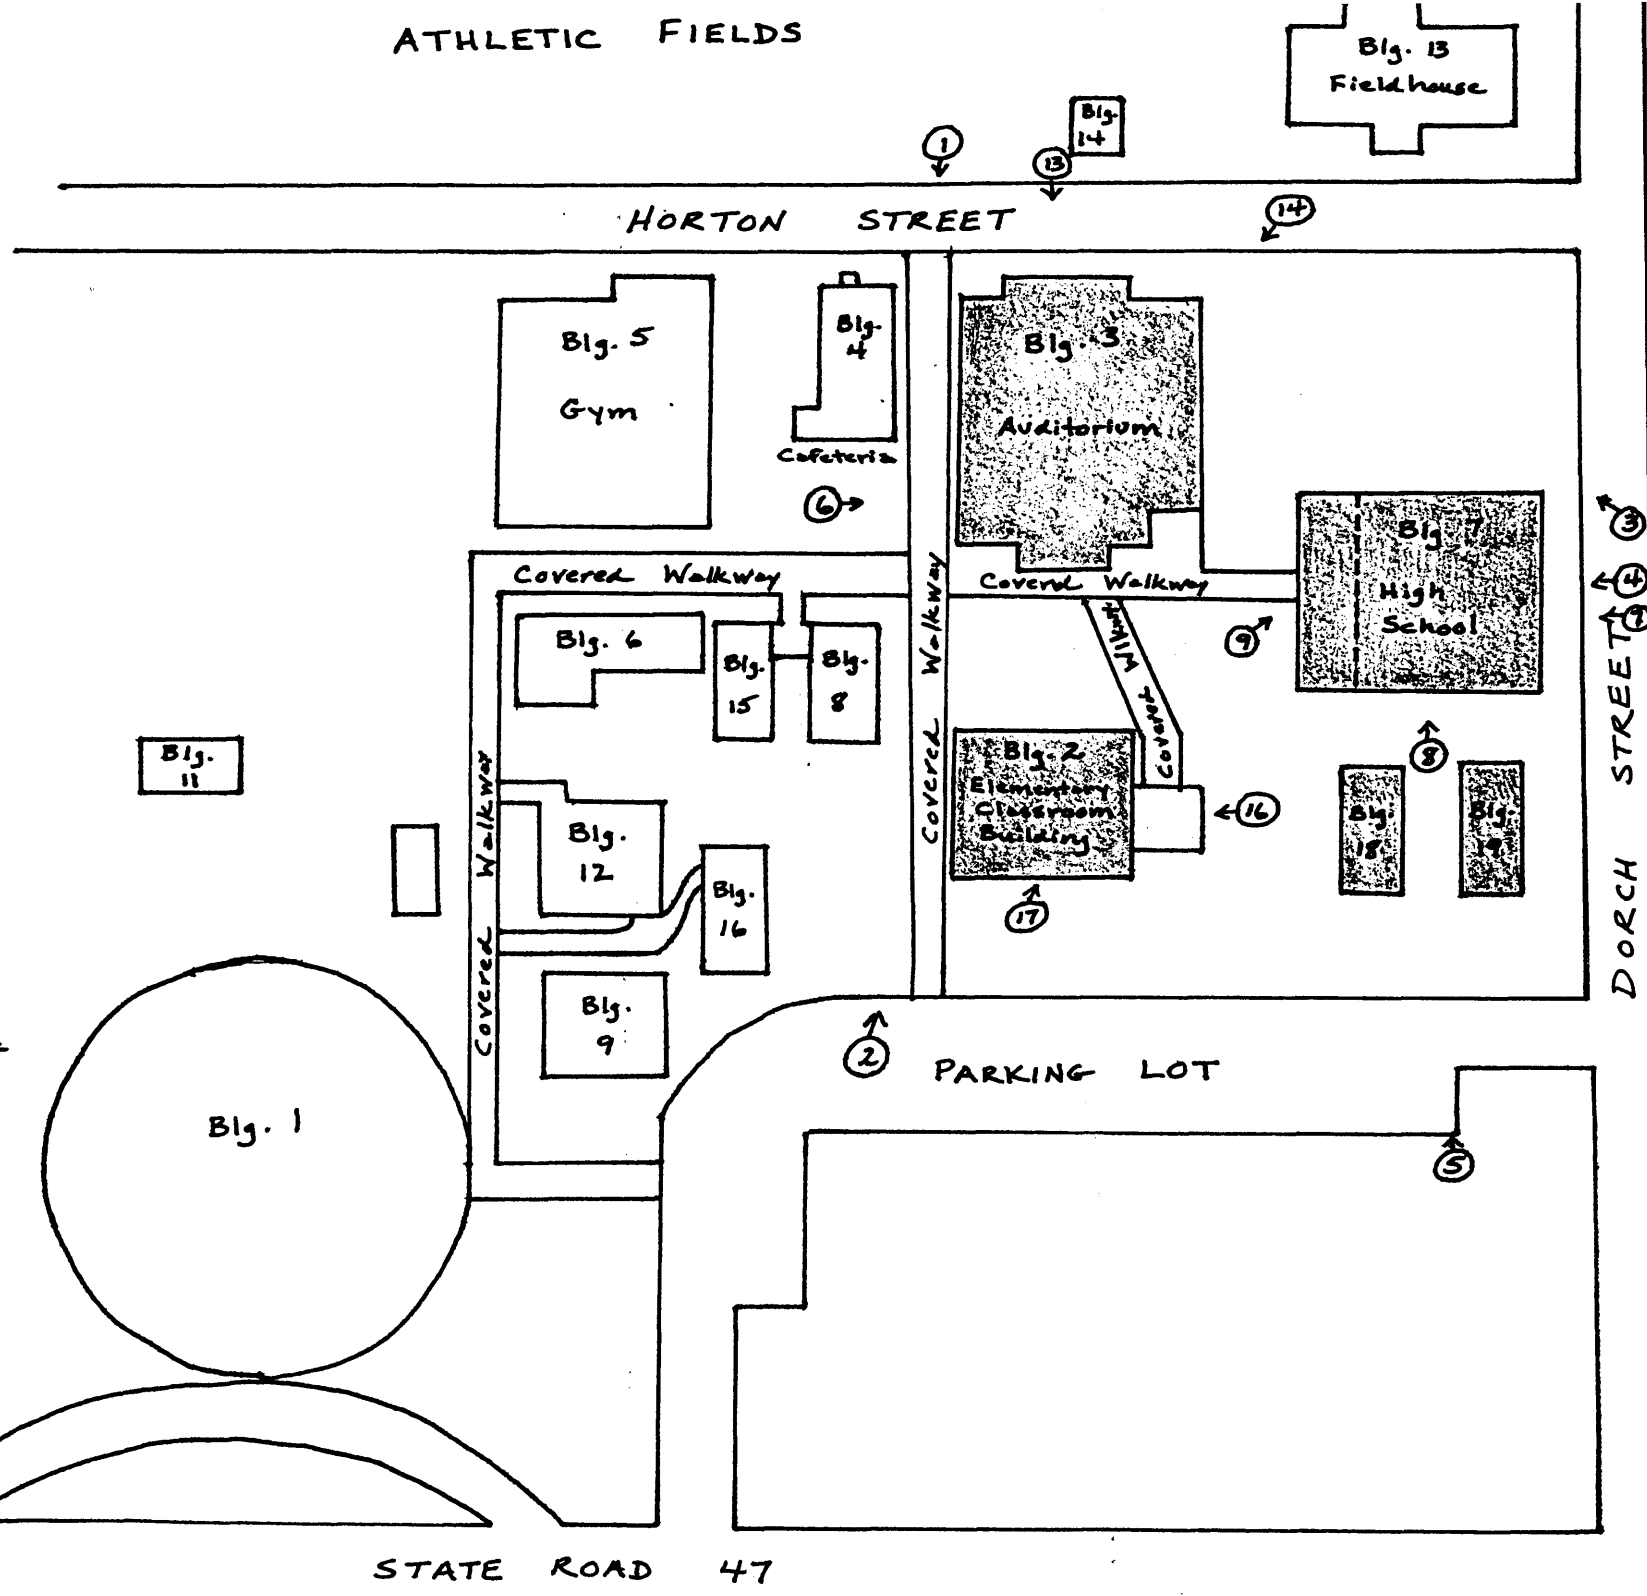 ATHLETIC FIELDS
Blg. 13
Fieldhouse
Blg.
14
1
13
14
HORTON STREET
Blg. 5
Gym
Blg.
4
Cafeteria
Blg. 3
Auditorium
6
3
4
Blg 7
High
School
Covered Walkway
Coverd Walkway
9
Blg. 6
Blg.
15
Blg.
8
Covered Walkway
Blg.
11
Blg. 2
Elementary
Classroom
Building
16
8
Blg.
18
Blg.
19
17
DORCH STREET
Covered Walkway
Blg.
12
Blg.
16
Blg.
9
2
PARKING LOT
Blg. 1
5
STATE ROAD 47